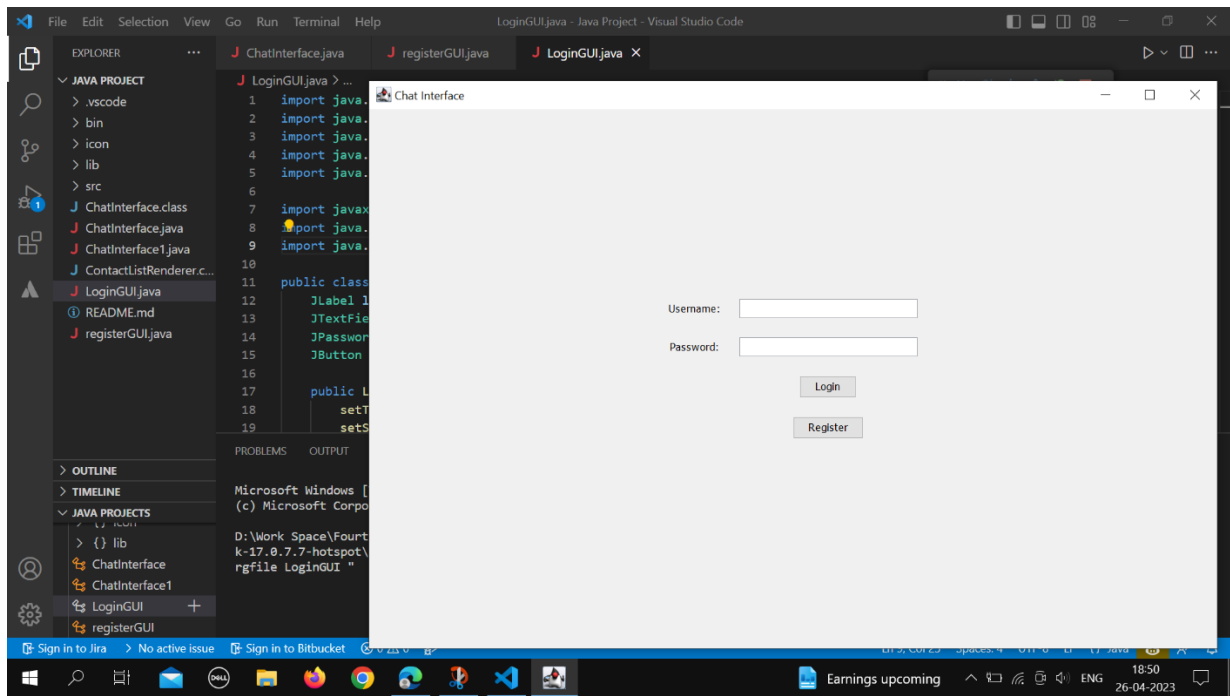 File Edit Selection View Go Run Terminal Help
LoginGUI.java - Java Project - Visual Studio Code
EXPLORER
JAVA PROJECT
> .vscode
> bin
> icon
> lib
> src
J ChatInterface.class
J ChatInterface.java
J ChatInterface1.java
J ContactListRenderer.c...
J LoginGUI.java
README.md
J registerGUI.java
> OUTLINE
> TIMELINE
JAVA PROJECTS
> {} icon
> {} lib
ChatInterface
ChatInterface1
LoginGUI
registerGUI
J ChatInterface.java J registerGUI.java J LoginGUI.java
J LoginGUI.java > ...
1 import java.
2 import java.
3 import java.
4 import java.
5 import java.
6
7 import javax
8 import java.
9 import java.
10
11 public class
12 JLabel l
13 JTextFie
14 JPasswor
15 JButton
16
17 public L
18 setT
19 setS
PROBLEMS OUTPUT
Microsoft Windows [
(c) Microsoft Corpo
D:\Work Space\Fourt
k-17.0.7.7-hotspot\
rgfile LoginGUI "
Chat Interface
Username:
Password:
Login
Register
1
Sign in to Jira > No active issue Sign in to Bitbucket
DELL
Earnings upcoming
ENG
18:50
26-04-2023